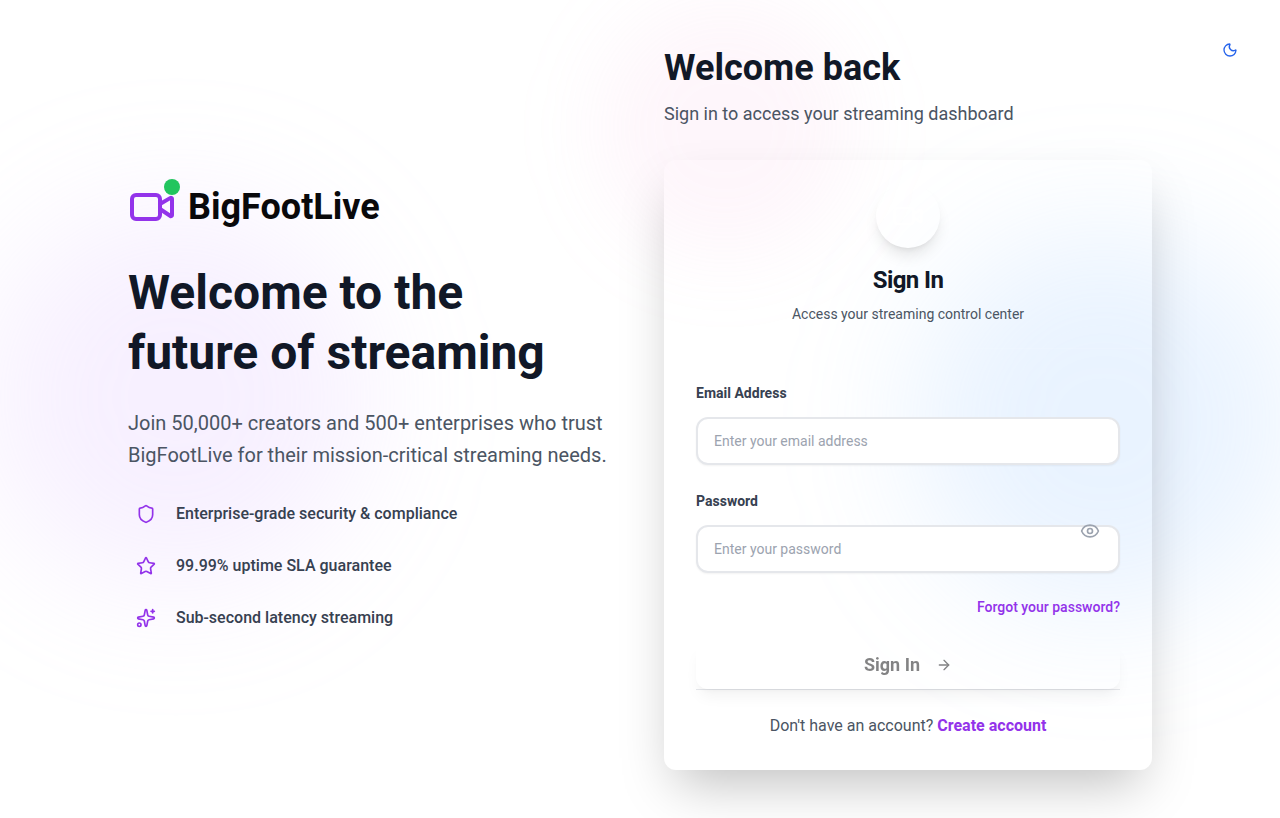 BigFootLive
Welcome to the
future of streaming
Join 50,000+ creators and 500+ enterprises who trust
BigFootLive for their mission-critical streaming needs.
Enterprise-grade security & compliance
99.99% uptime SLA guarantee
Sub-second latency streaming
Welcome back
Sign in to access your streaming dashboard
Sign In
Access your streaming control center
Email Address
Enter your email address
Password
Enter your password
Forgot your password?
Sign In
Don't have an account? Create account